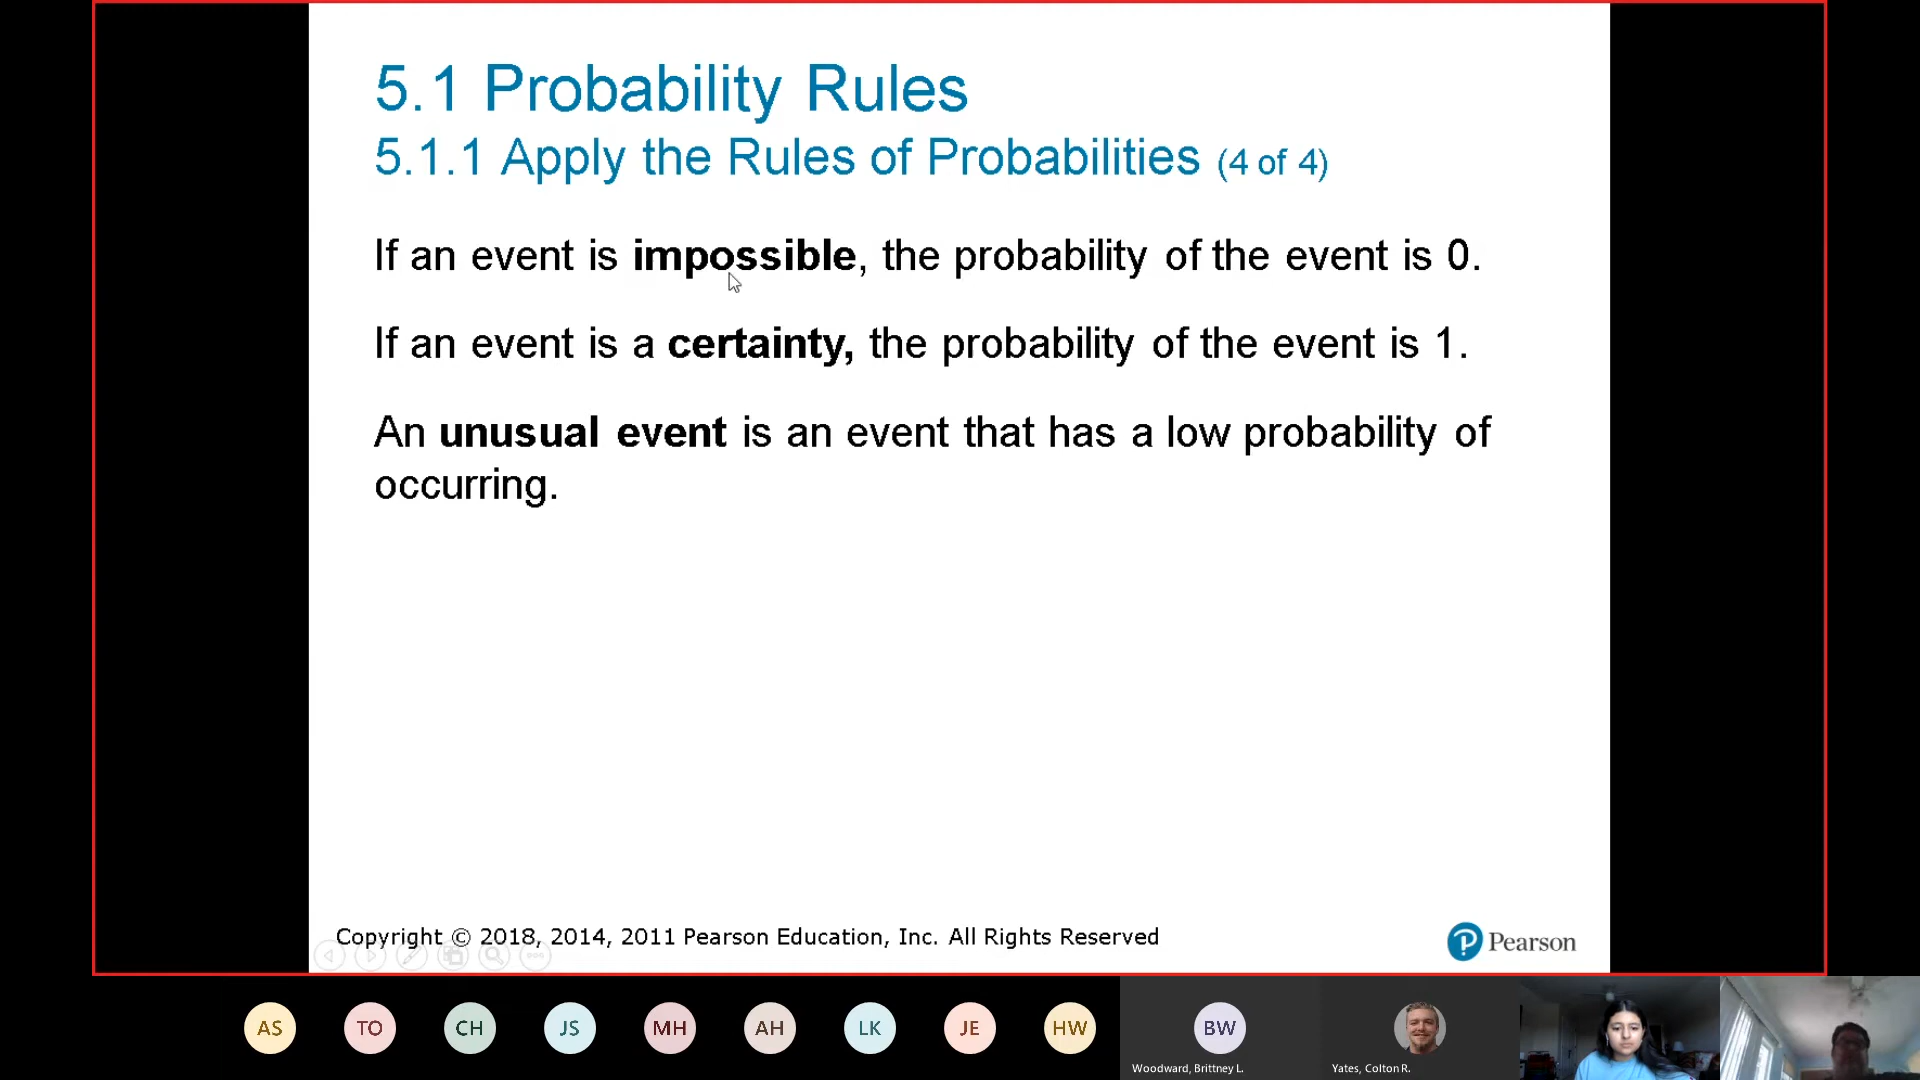 5.1 Probability Rules
5.1.1 Apply the Rules of Probabilities (4 of 4)
If an event is impossible, the probability of the event is 0.
If an event is a certainty, the probability of the event is 1.
An unusual event is an event that has a low probability of
occurring.
Copyright © 2018, 2014, 2011 Pearson Education, Inc. All Rights Reserved
Pearson
AS TO CH JS MH AH LK JE HW BW
Woodward, Brittney L. Yates, Colton R.